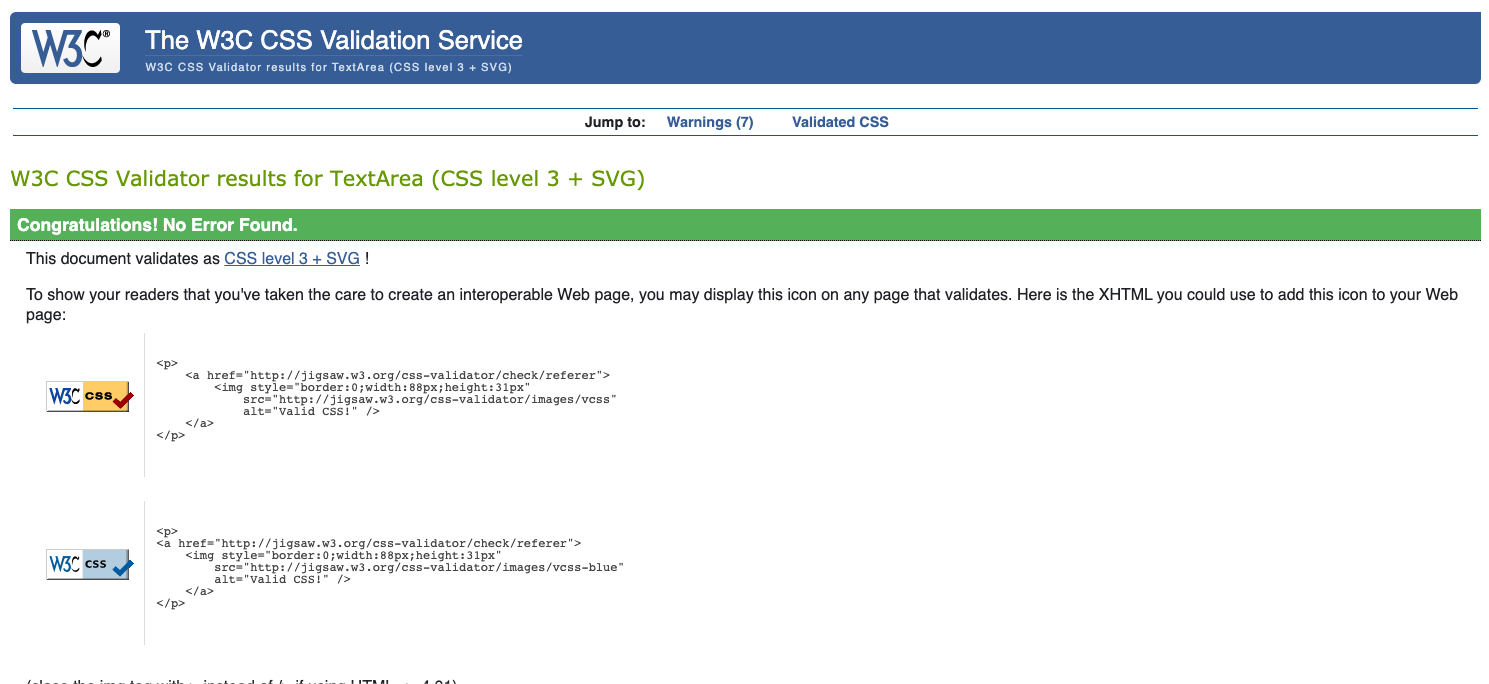 W3C®
The W3C CSS Validation Service
W3C CSS Validator results for TextArea (CSS level 3 + SVG)
Jump to: Warnings (7) Validated CSS
W3C CSS Validator results for TextArea (CSS level 3 + SVG)
Congratulations! No Error Found.
This document validates as CSS level 3 + SVG !
To show your readers that you've taken the care to create an interoperable Web page, you may display this icon on any page that validates. Here is the XHTML you could use to add this icon to your Web
page:
<p>
<a href="http://jigsaw.w3.org/css-validator/check/referer">
<img style="border:0;width:88px;height:31px"
W3C css
src="http://jigsaw.w3.org/css-validator/images/vcss"
alt="Valid CSS!" />
</a>
</p>
<p>
<a href="http://jigsaw.w3.org/css-validator/check/referer">
<img style="border:0;width:88px;height:31px"
W3C css
src="http://jigsaw.w3.org/css-validator/images/vcss-blue"
alt="Valid CSS!" />
</a>
</p>